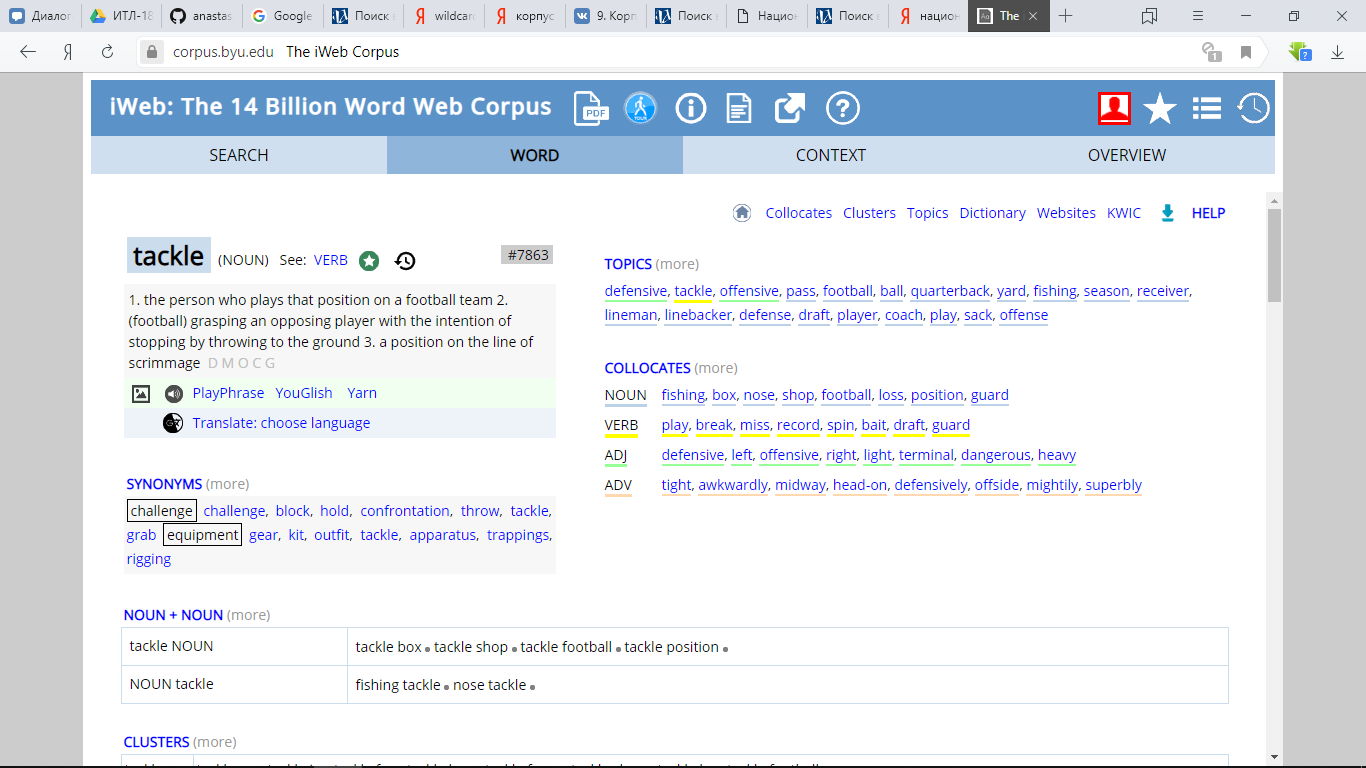 Диалог ИТЛ-18 anastas Google Поиск wildcar корпус 9. Корп Поиск Национ Поиск национ The
corpus.byu.edu The iWeb Corpus
iWeb: The 14 Billion Word Web Corpus PDF TOUR
SEARCH WORD CONTEXT OVERVIEW
Collocates Clusters Topics Dictionary Websites KWIC HELP
tackle (NOUN) See: VERB #7863
1. the person who plays that position on a football team 2.
(football) grasping an opposing player with the intention of
stopping by throwing to the ground 3. a position on the line of
scrimmage D M O C G
PlayPhrase YouGlish Yarn
Translate: choose language
SYNONYMS (more)
challenge challenge, block, hold, confrontation, throw, tackle,
grab equipment gear, kit, outfit, tackle, apparatus, trappings,
rigging
TOPICS (more)
defensive, tackle, offensive, pass, football, ball, quarterback, yard, fishing, season, receiver,
lineman, linebacker, defense, draft, player, coach, play, sack, offense
COLLOCATES (more)
NOUN fishing, box, nose, shop, football, loss, position, guard
VERB play, break, miss, record, spin, bait, draft, guard
ADJ defensive, left, offensive, right, light, terminal, dangerous, heavy
ADV tight, awkwardly, midway, head-on, defensively, offside, mightily, superbly
NOUN + NOUN (more)
tackle NOUN tackle box • tackle shop • tackle football • tackle position •
NOUN tackle fishing tackle • nose tackle •
CLUSTERS (more)